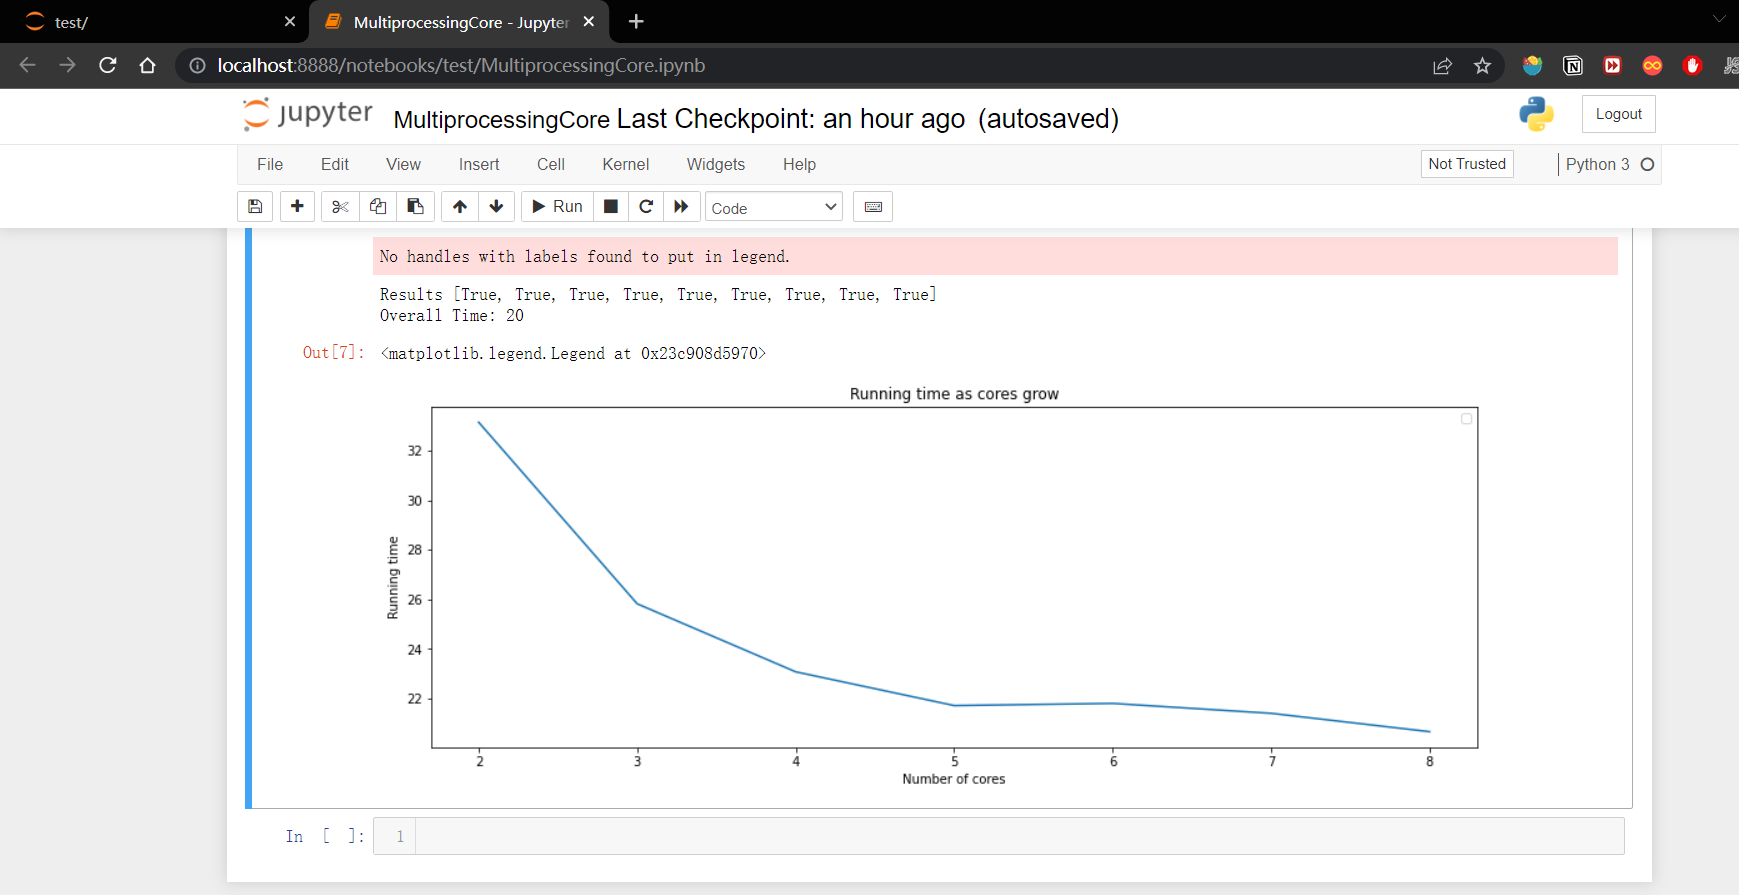 test/
MultiprocessingCore - Jupyter
localhost:8888/notebooks/test/MultiprocessingCore.ipynb
jupyter MultiprocessingCore Last Checkpoint: an hour ago (autosaved) Logout
File Edit View Insert Cell Kernel Widgets Help Not Trusted Python 3
Run Code
No handles with labels found to put in legend.
Results [True, True, True, True, True, True, True, True, True]
Overall Time: 20
Out[7]: <matplotlib.legend.Legend at 0x23c908d5970>
Running time as cores grow
32
30
28
26
24
22
Running time
2 3 4 5 6 7 8
Number of cores
In [ ]: 1